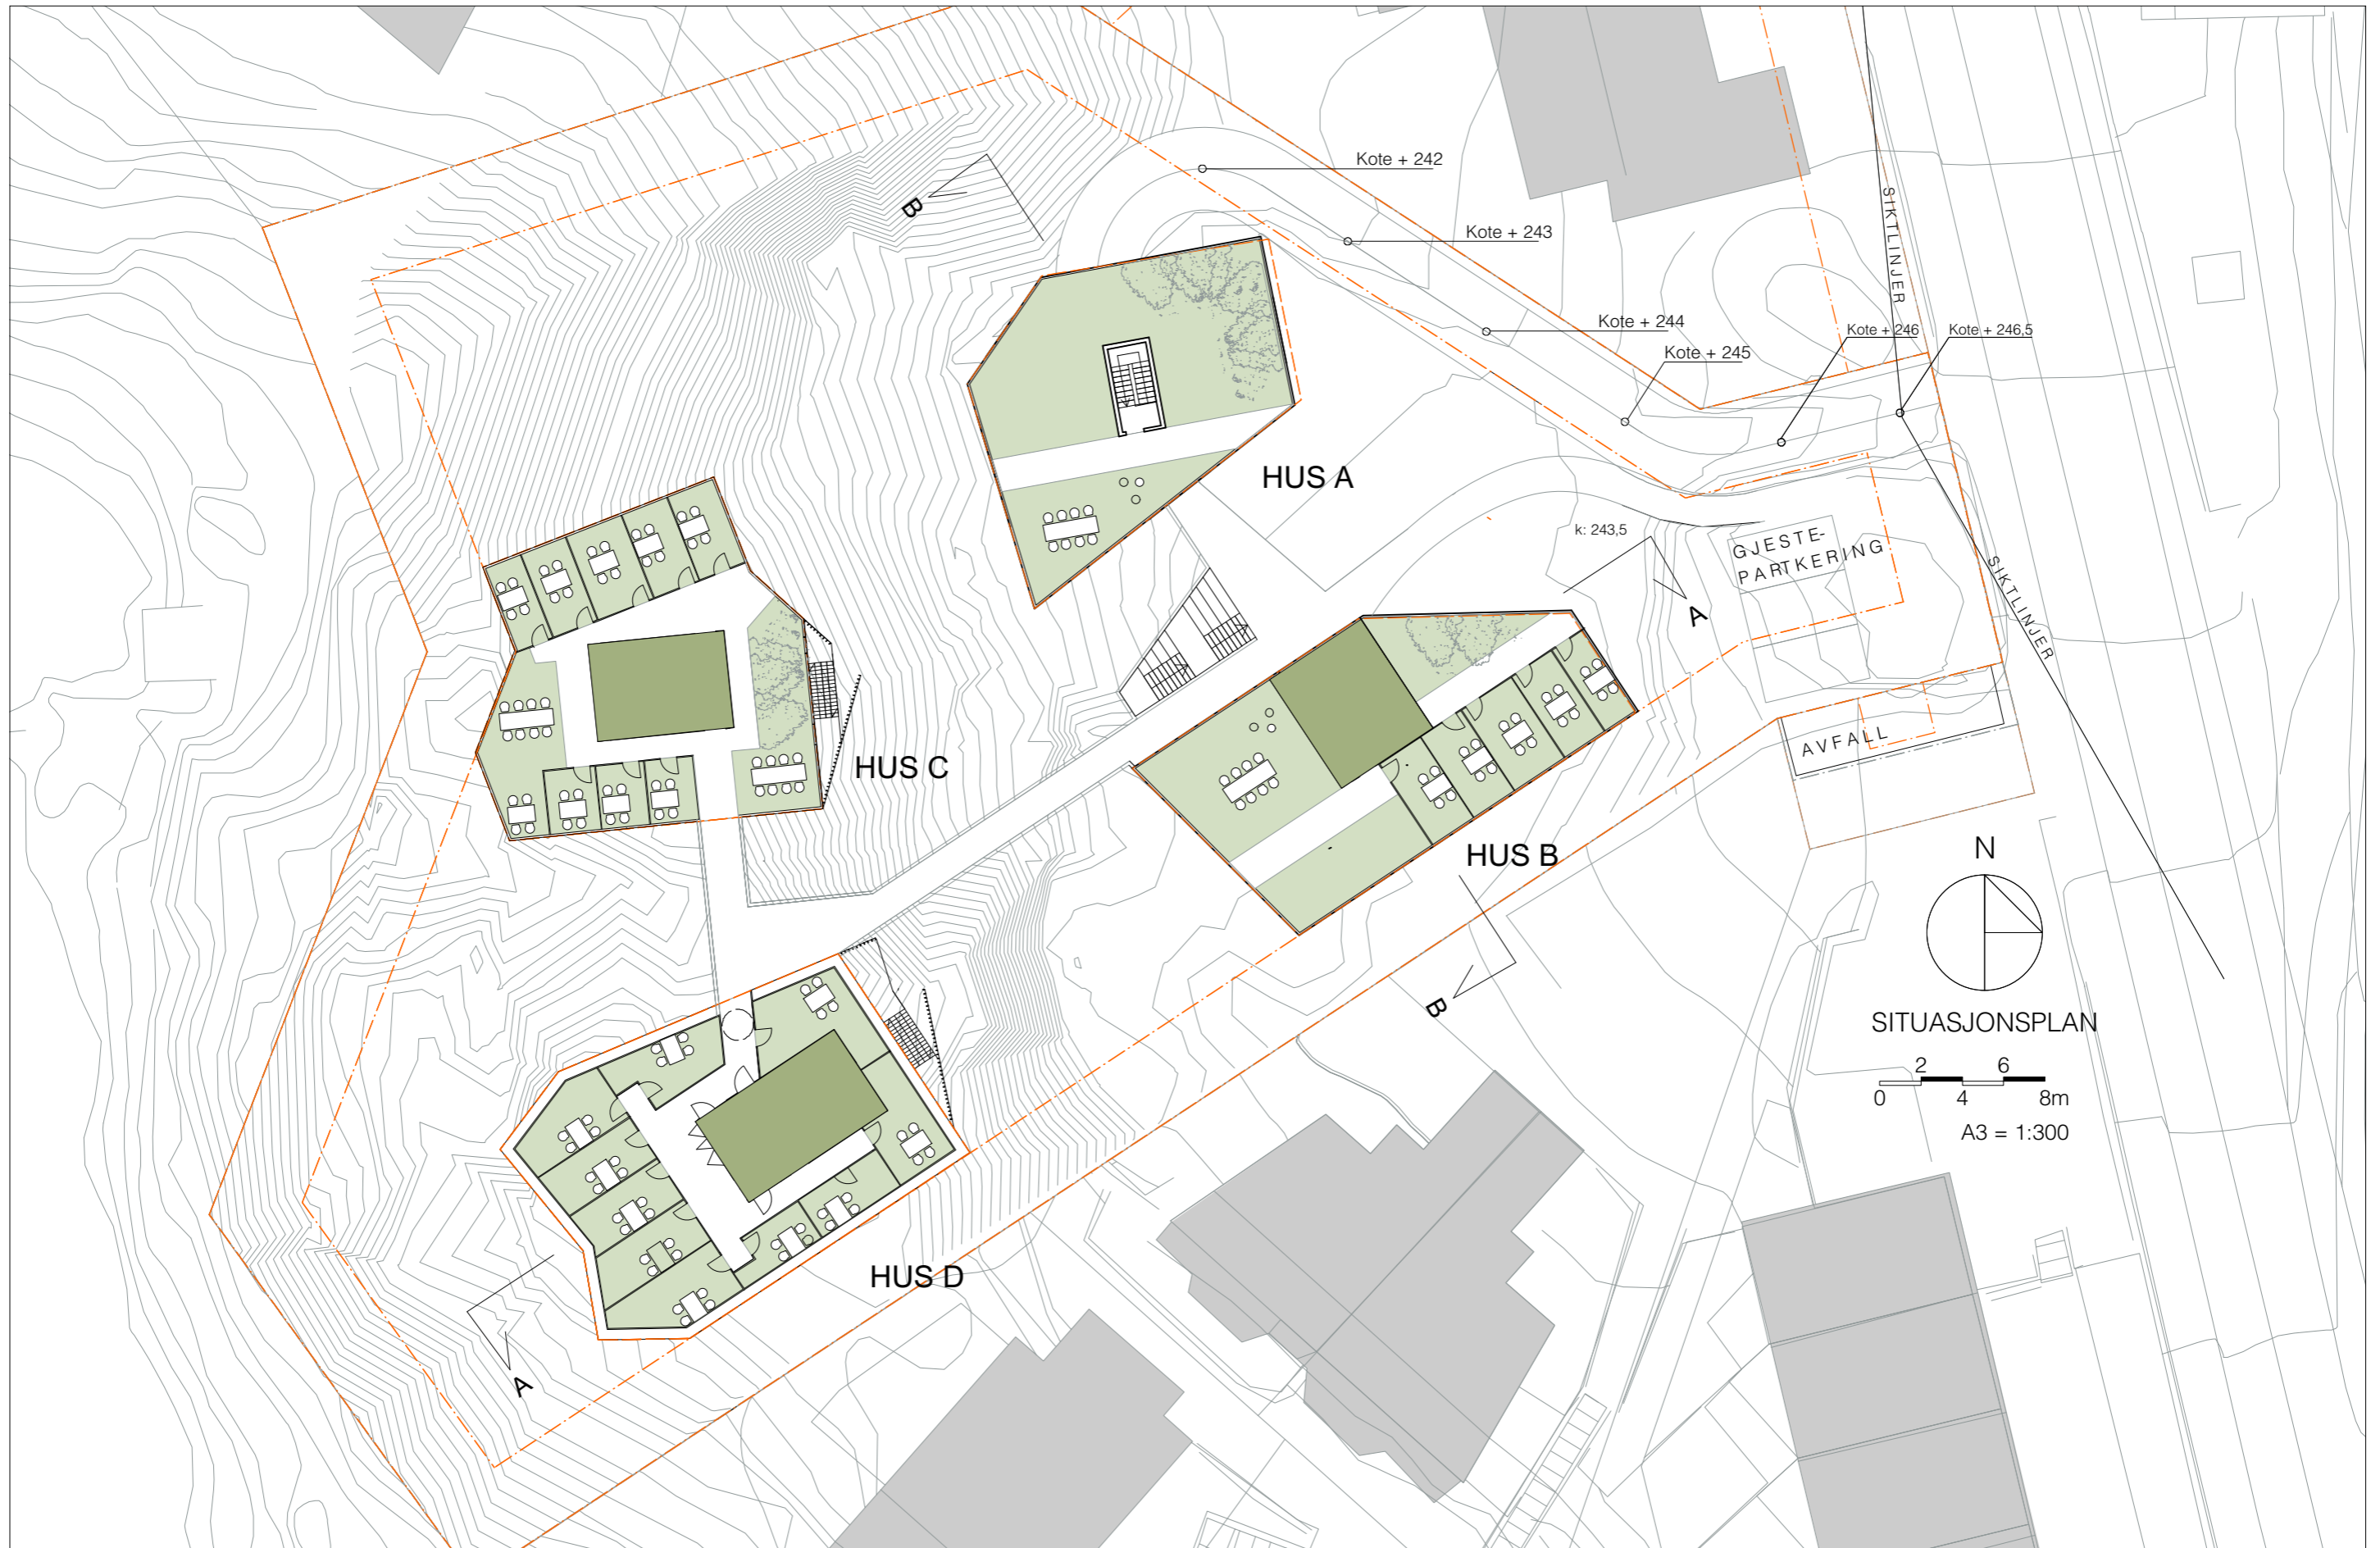 Kote + 242
B
SIKTLINJER
Kote + 243
Kote + 244
Kote + 246
Kote + 246,5
Kote + 245
HUS A
k: 243,5
GJESTE-
PARTKERING
SIKTLINJER
A
AVFALL
HUS C
HUS B
N
B
SITUASJONSPLAN
2 6
0 4 8m
A3 = 1:300
HUS D
A